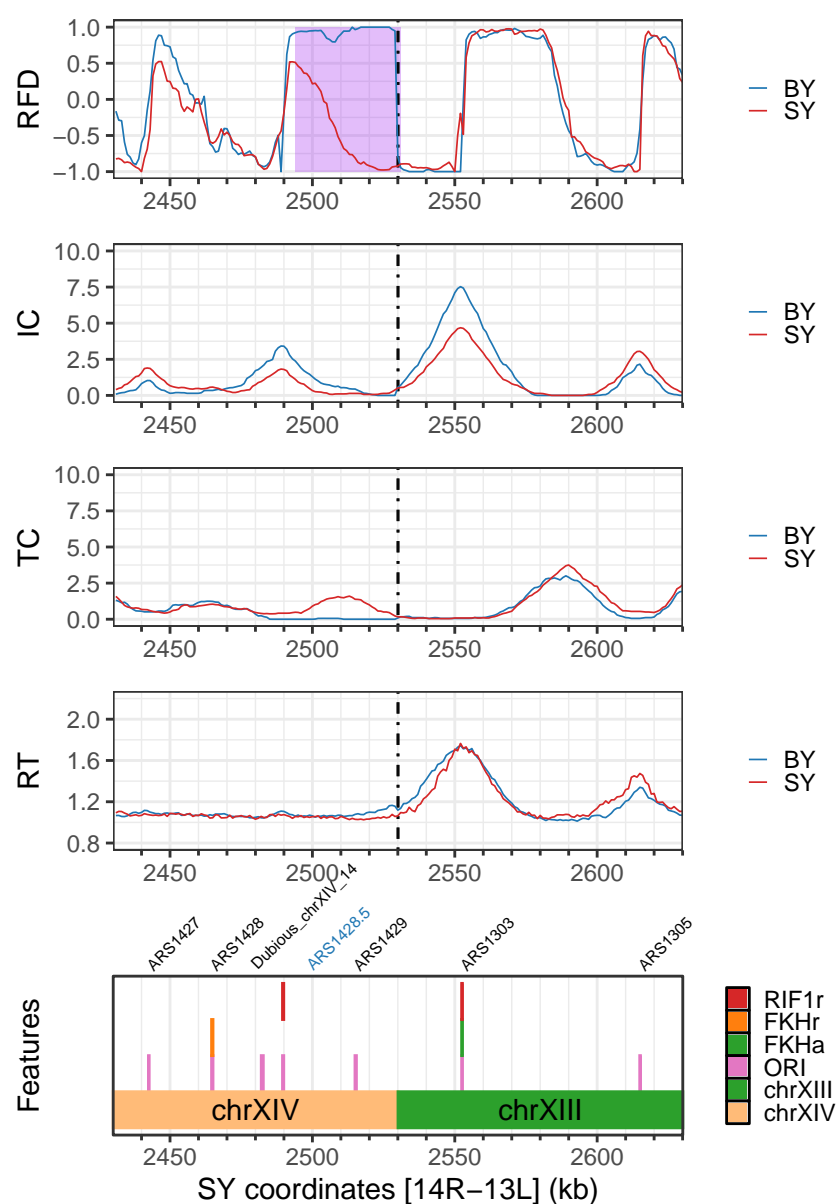 RFD
1.0
0.5
0.0
−0.5
−1.0
2450 2500 2550 2600
BY
SY
IC
10.0
7.5
5.0
2.5
0.0
2450 2500 2550 2600
BY
SY
TC
10.0
7.5
5.0
2.5
0.0
2450 2500 2550 2600
BY
SY
RT
2.0
1.6
1.2
0.8
2450 2500 2550 2600
BY
SY
ARS1427 ARS1428 Dubious_chrXIV_14 ARS1428.5 ARS1429 ARS1303 ARS1305
Features
chrXIV chrXIII
2450 2500 2550 2600
SY coordinates [14R−13L] (kb)
RIF1r
FKHr
FKHa
ORI
chrXIII
chrXIV